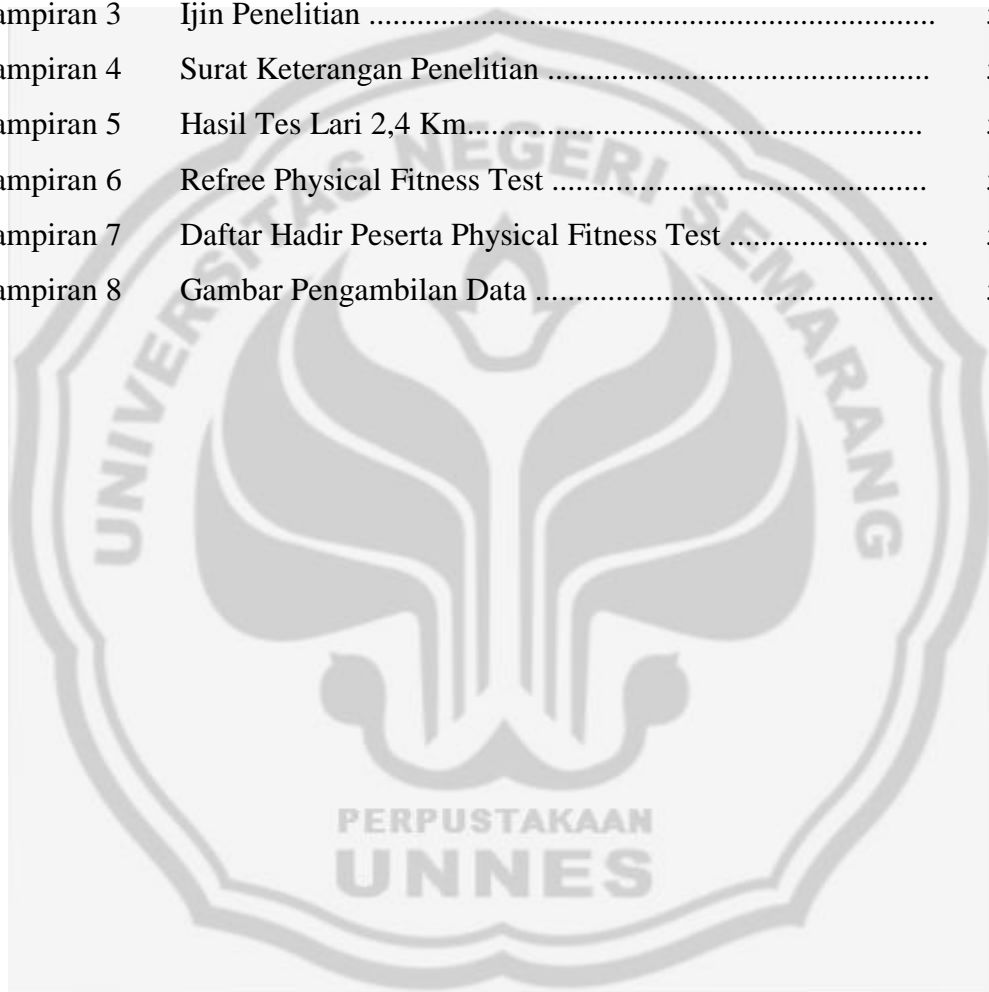 ampiran 3 Ijin Penelitian ......................................................................
ampiran 4 Surat Keterangan Penelitian ...............................................
ampiran 5 Hasil Tes Lari 2,4 Km........................................................
ampiran 6 Refree Physical Fitness Test ..............................................
ampiran 7 Daftar Hadir Peserta Physical Fitness Test ........................
ampiran 8 Gambar Pengambilan Data .................................................
UNIVERSITAS NEGERI SEMARANG
PERPUSTAKAAN
UNNES